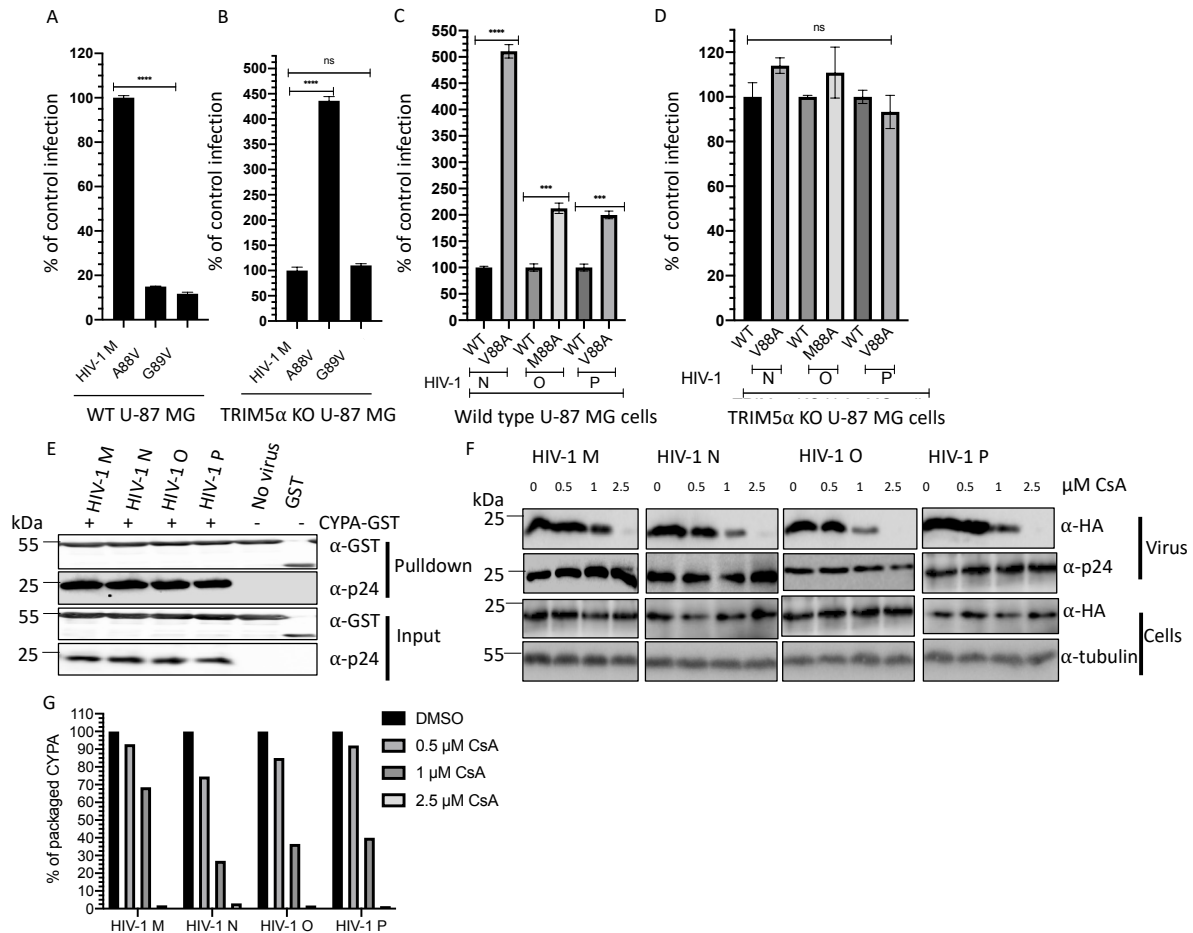 A
% of control infection
120
100
80
60
40
20
0
****
HIV-1 M
A88V
G89V
WT U-87 MG
B
% of control infection
500
450
400
350
300
250
200
150
100
50
0
ns
****
HIV-1 M
A88V
G89V
TRIM5α KO U-87 MG
C
% of control infection
550
500
450
400
350
300
250
200
150
100
50
0
****
***
***
WT V88A WT M88A WT V88A
HIV-1 N O P
Wild type U-87 MG cells
D
% of control infection
120
100
80
60
40
20
0
ns
WT V88A WT M88A WT V88A
HIV-1 N O P
TRIM5α KO U-87 MG cells
E
HIV-1 M HIV-1 N HIV-1 O HIV-1 P No virus GST
kDa + + + + - - CYPA-GST
55 α-GST
25 α-p24
Pulldown
55 α-GST
25 α-p24
Input
F
HIV-1 M HIV-1 N HIV-1 O HIV-1 P
kDa 0 0.5 1 2.5 0 0.5 1 2.5 0 0.5 1 2.5 0 0.5 1 2.5 μM CsA
25 α-HA
25 α-p24
Virus
25 α-HA
55 α-tubulin
Cells
G
% of packaged CYPA
110
100
90
80
70
60
50
40
30
20
10
0
HIV-1 M HIV-1 N HIV-1 O HIV-1 P
DMSO
0.5 μM CsA
1 μM CsA
2.5 μM CsA